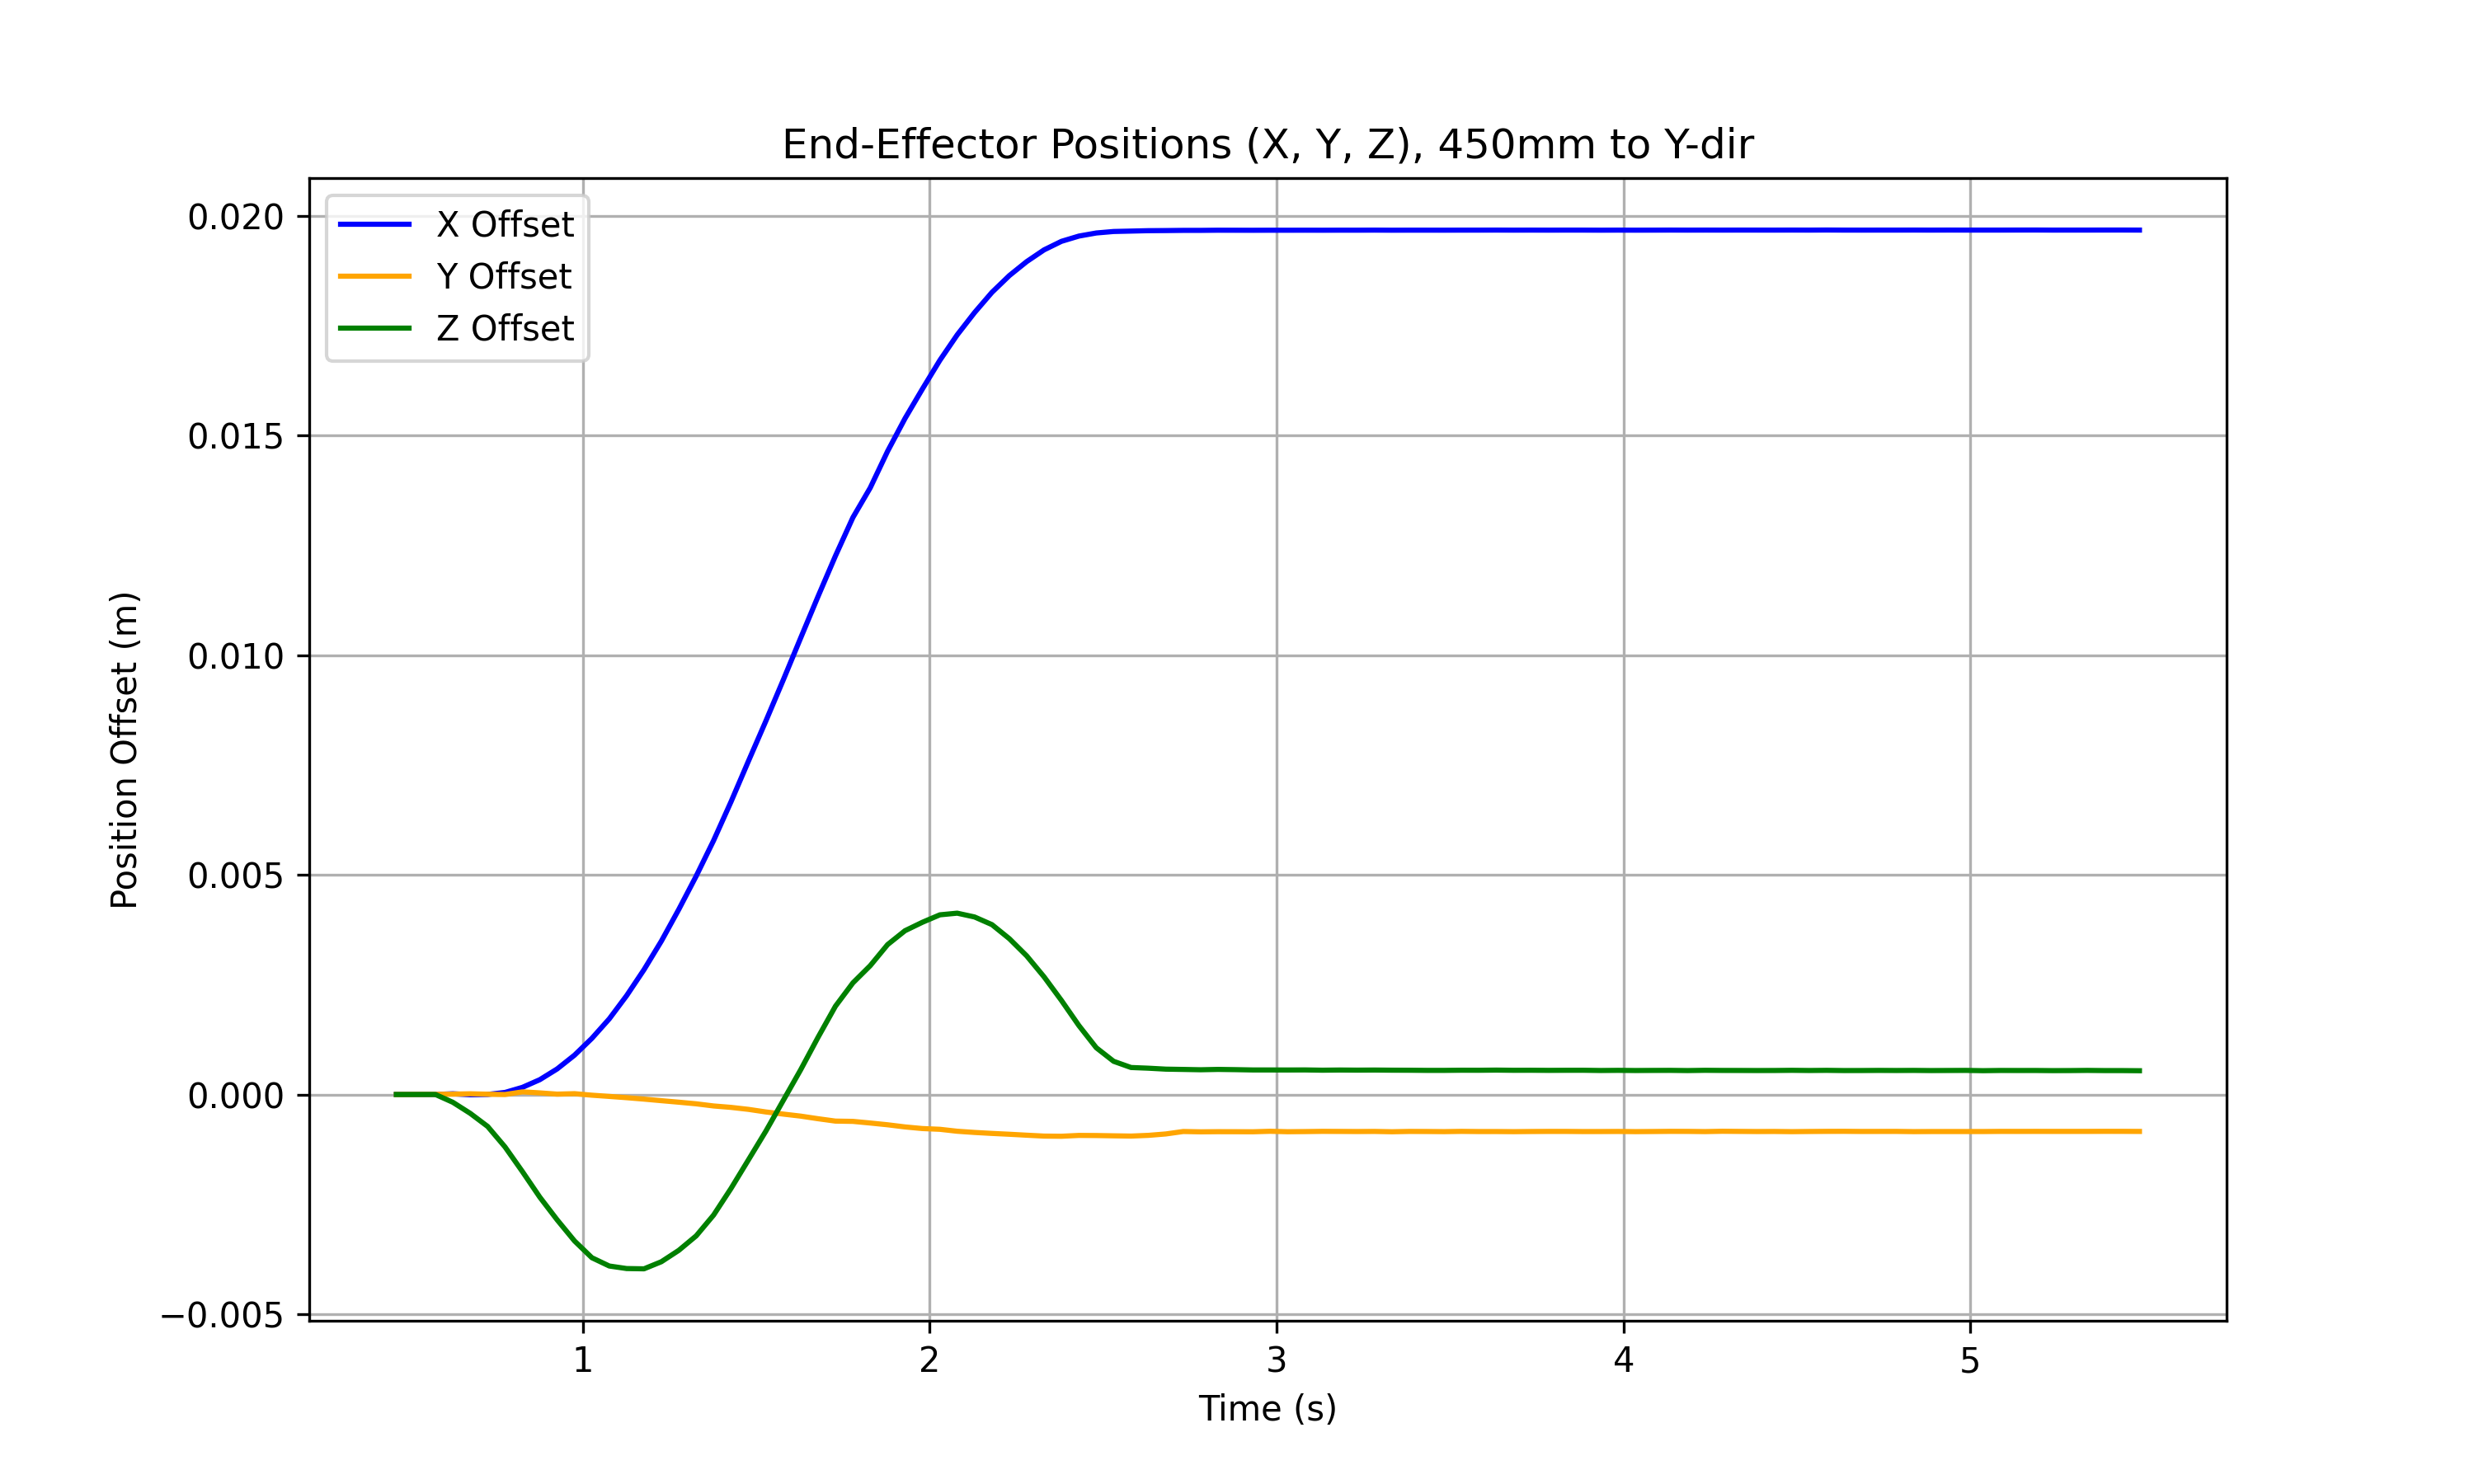 End-Effector Positions (X, Y, Z), 450mm to Y-dir
X Offset
Y Offset
Z Offset
0.020
0.015
0.010
0.005
0.000
−0.005
Position Offset (m)
1 2 3 4 5
Time (s)